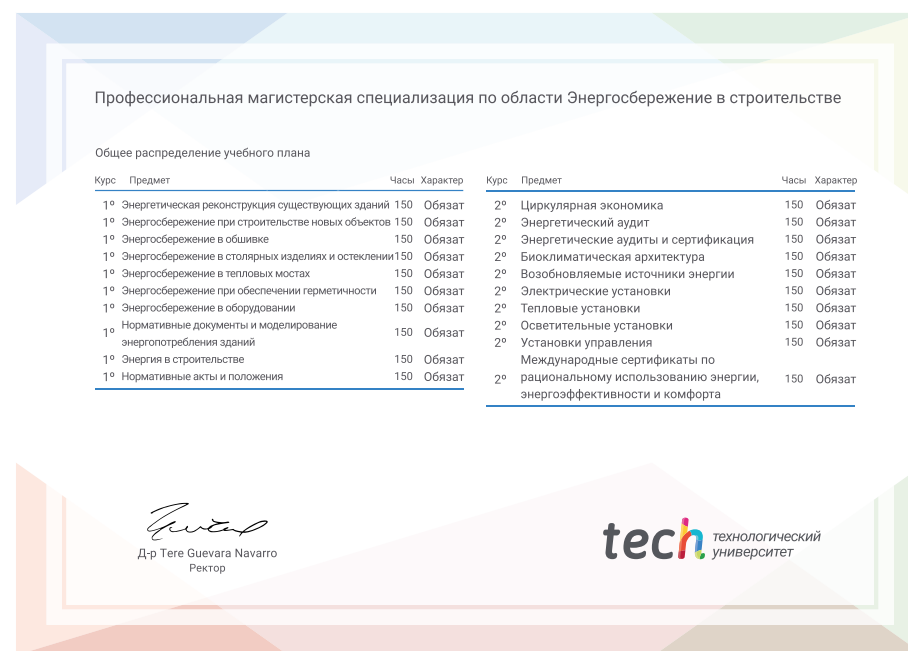 Профессиональная магистерская специализация по области Энергосбережение в строительстве
Общее распределение учебного плана
Курс Предмет Часы Характер
1º Энергетическая реконструкция существующих зданий 150 Обязат
1º Энергосбережение при строительстве новых объектов 150 Обязат
1º Энергосбережение в обшивке 150 Обязат
1º Энергосбережение в столярных изделиях и остеклении 150 Обязат
1º Энергосбережение в тепловых мостах 150 Обязат
1º Энергосбережение при обеспечении герметичности 150 Обязат
1º Энергосбережение в оборудовании 150 Обязат
Нормативные документы и моделирование
1º 150 Обязат
энергопотребления зданий
1º Энергия в строительстве 150 Обязат
1º Нормативные акты и положения 150 Обязат
Курс Предмет Часы Характер
2º Циркулярная экономика 150 Обязат
2º Энергетический аудит 150 Обязат
2º Энергетические аудиты и сертификация 150 Обязат
2º Биоклиматическая архитектура 150 Обязат
2º Возобновляемые источники энергии 150 Обязат
2º Электрические установки 150 Обязат
2º Тепловые установки 150 Обязат
2º Осветительные установки 150 Обязат
2º Установки управления 150 Обязат
Международные сертификаты по
2º рациональному использованию энергии, 150 Обязат
энергоэффективности и комфорта
Д-р Tere Guevara Navarro
Ректор
tech технологический
университет